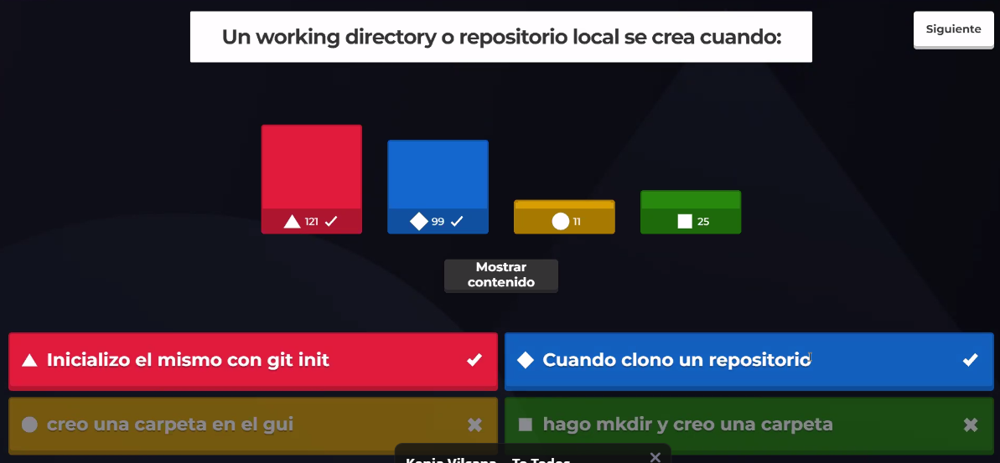 Un working directory o repositorio local se crea cuando:
Siguiente
121
99
11
25
Mostrar
contenido
Inicializo el mismo con git init
Cuando clono un repositorio
creo una carpeta en el gui
hago mkdir y creo una carpeta